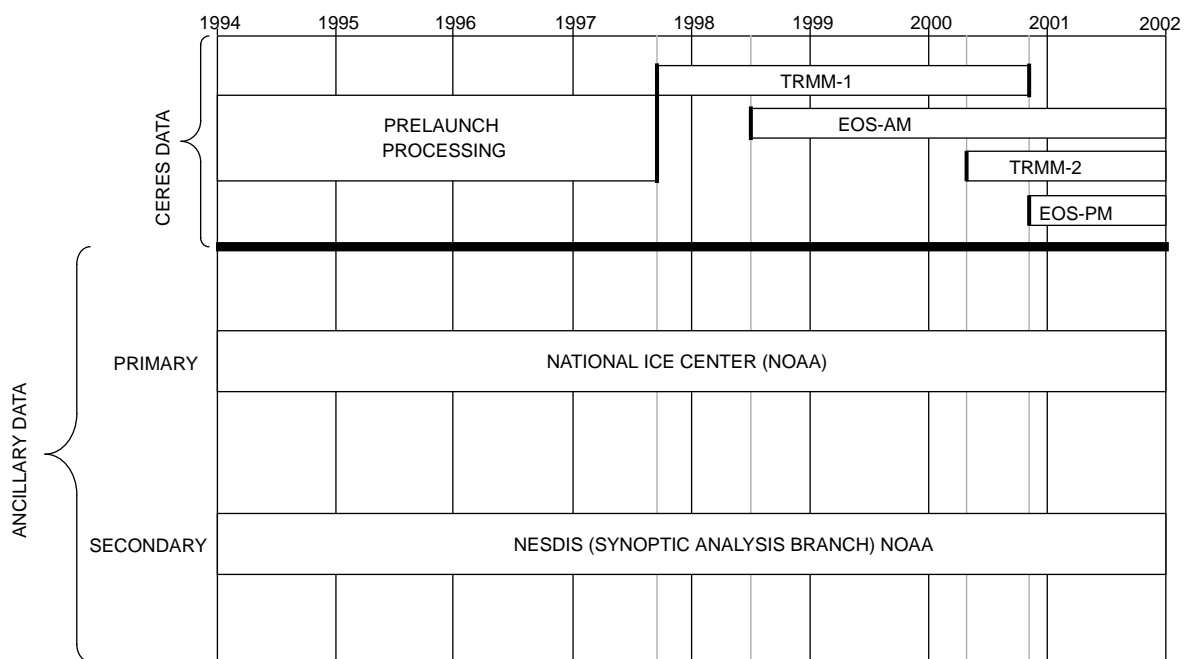 1994 1995 1996 1997 1998 1999 2000 2001 2002
TRMM-1
EOS-AM
PRELAUNCH
PROCESSING
TRMM-2
EOS-PM
CERES DATA
PRIMARY
NATIONAL ICE CENTER (NOAA)
ANCILLARY DATA
SECONDARY
NESDIS (SYNOPTIC ANALYSIS BRANCH) NOAA